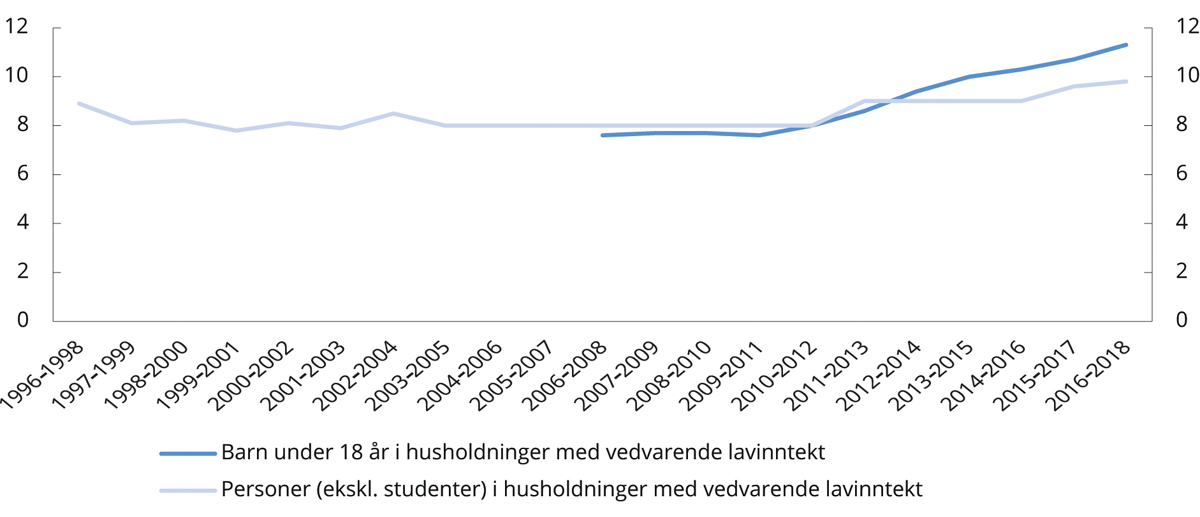 12 12
10 10
8 8
6 6
4 4
2 2
0 0
1996-1998 1997-1999 1998-2000 1999-2001 2000-2002 2001-2003 2002-2004 2003-2005 2004-2006 2005-2007 2006-2008 2007-2009 2008-2010 2009-2011 2010-2012 2011-2013 2012-2014 2013-2015 2014-2016 2015-2017 2016-2018
Barn under 18 år i husholdninger med vedvarende lavinntekt
Personer (ekskl. studenter) i husholdninger med vedvarende lavinntekt